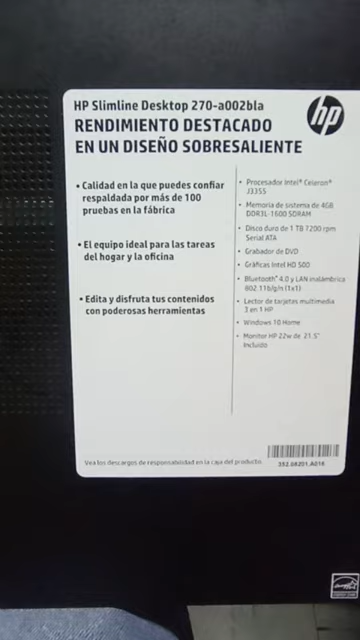 HP Slimline Desktop 270-a002bla
hp
RENDIMIENTO DESTACADO
EN UN DISEÑO SOBRESALIENTE
• Calidad en la que puedes confiar
respaldada por más de 100
pruebas en la fábrica
• El equipo ideal para las tareas
del hogar y la oficina
• Edita y disfruta tus contenidos
con poderosas herramientas
• Procesador Intel® Celeron®
J3355
• Memoria de sistema de 4GB
DDR3L-1600 SDRAM
• Disco duro de 1 TB 7200 rpm
Serial ATA
• Grabador de DVD
• Gráficas Intel HD 500
• Bluetooth® 4.0 y LAN inalámbrica
802.11b/g/n (1x1)
• Lector de tarjetas multimedia
3 en 1 HP
• Windows 10 Home
• Monitor HP 22w de 21.5"
incluido
Vea los descargos de responsabilidad en la caja del producto.
352.08201.A016